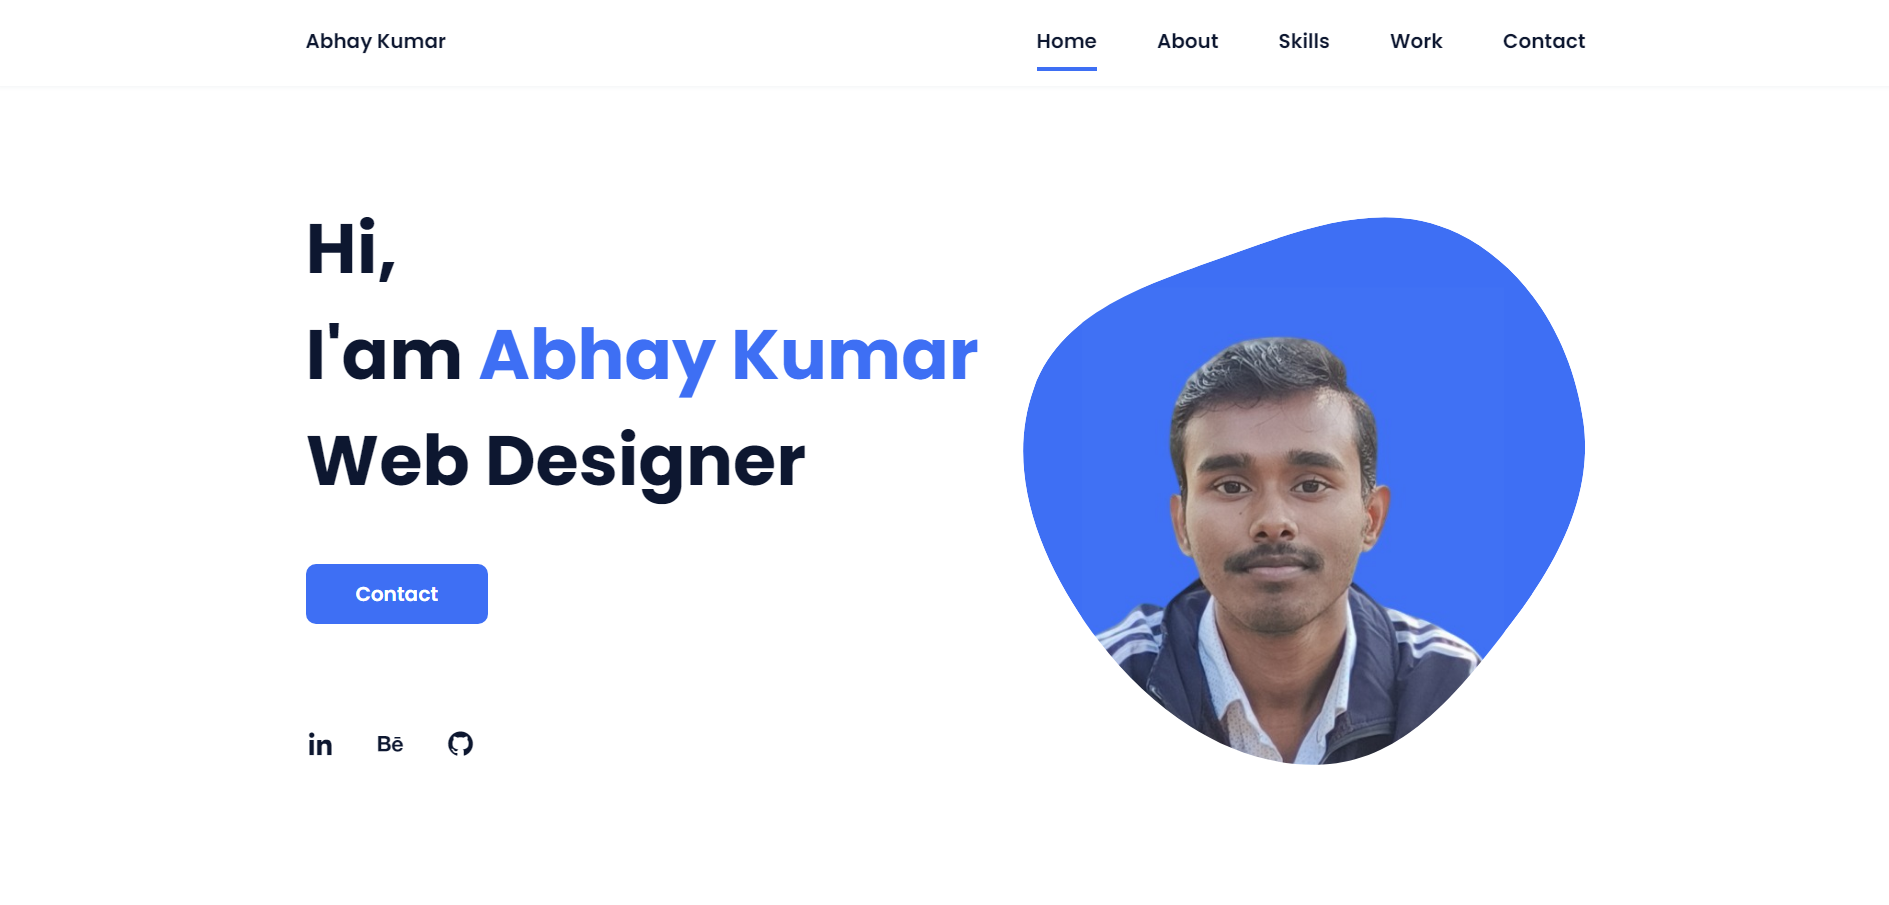 Abhay Kumar
Home About Skills Work Contact
Hi,
I'am Abhay Kumar
Web Designer
Contact
in Bē